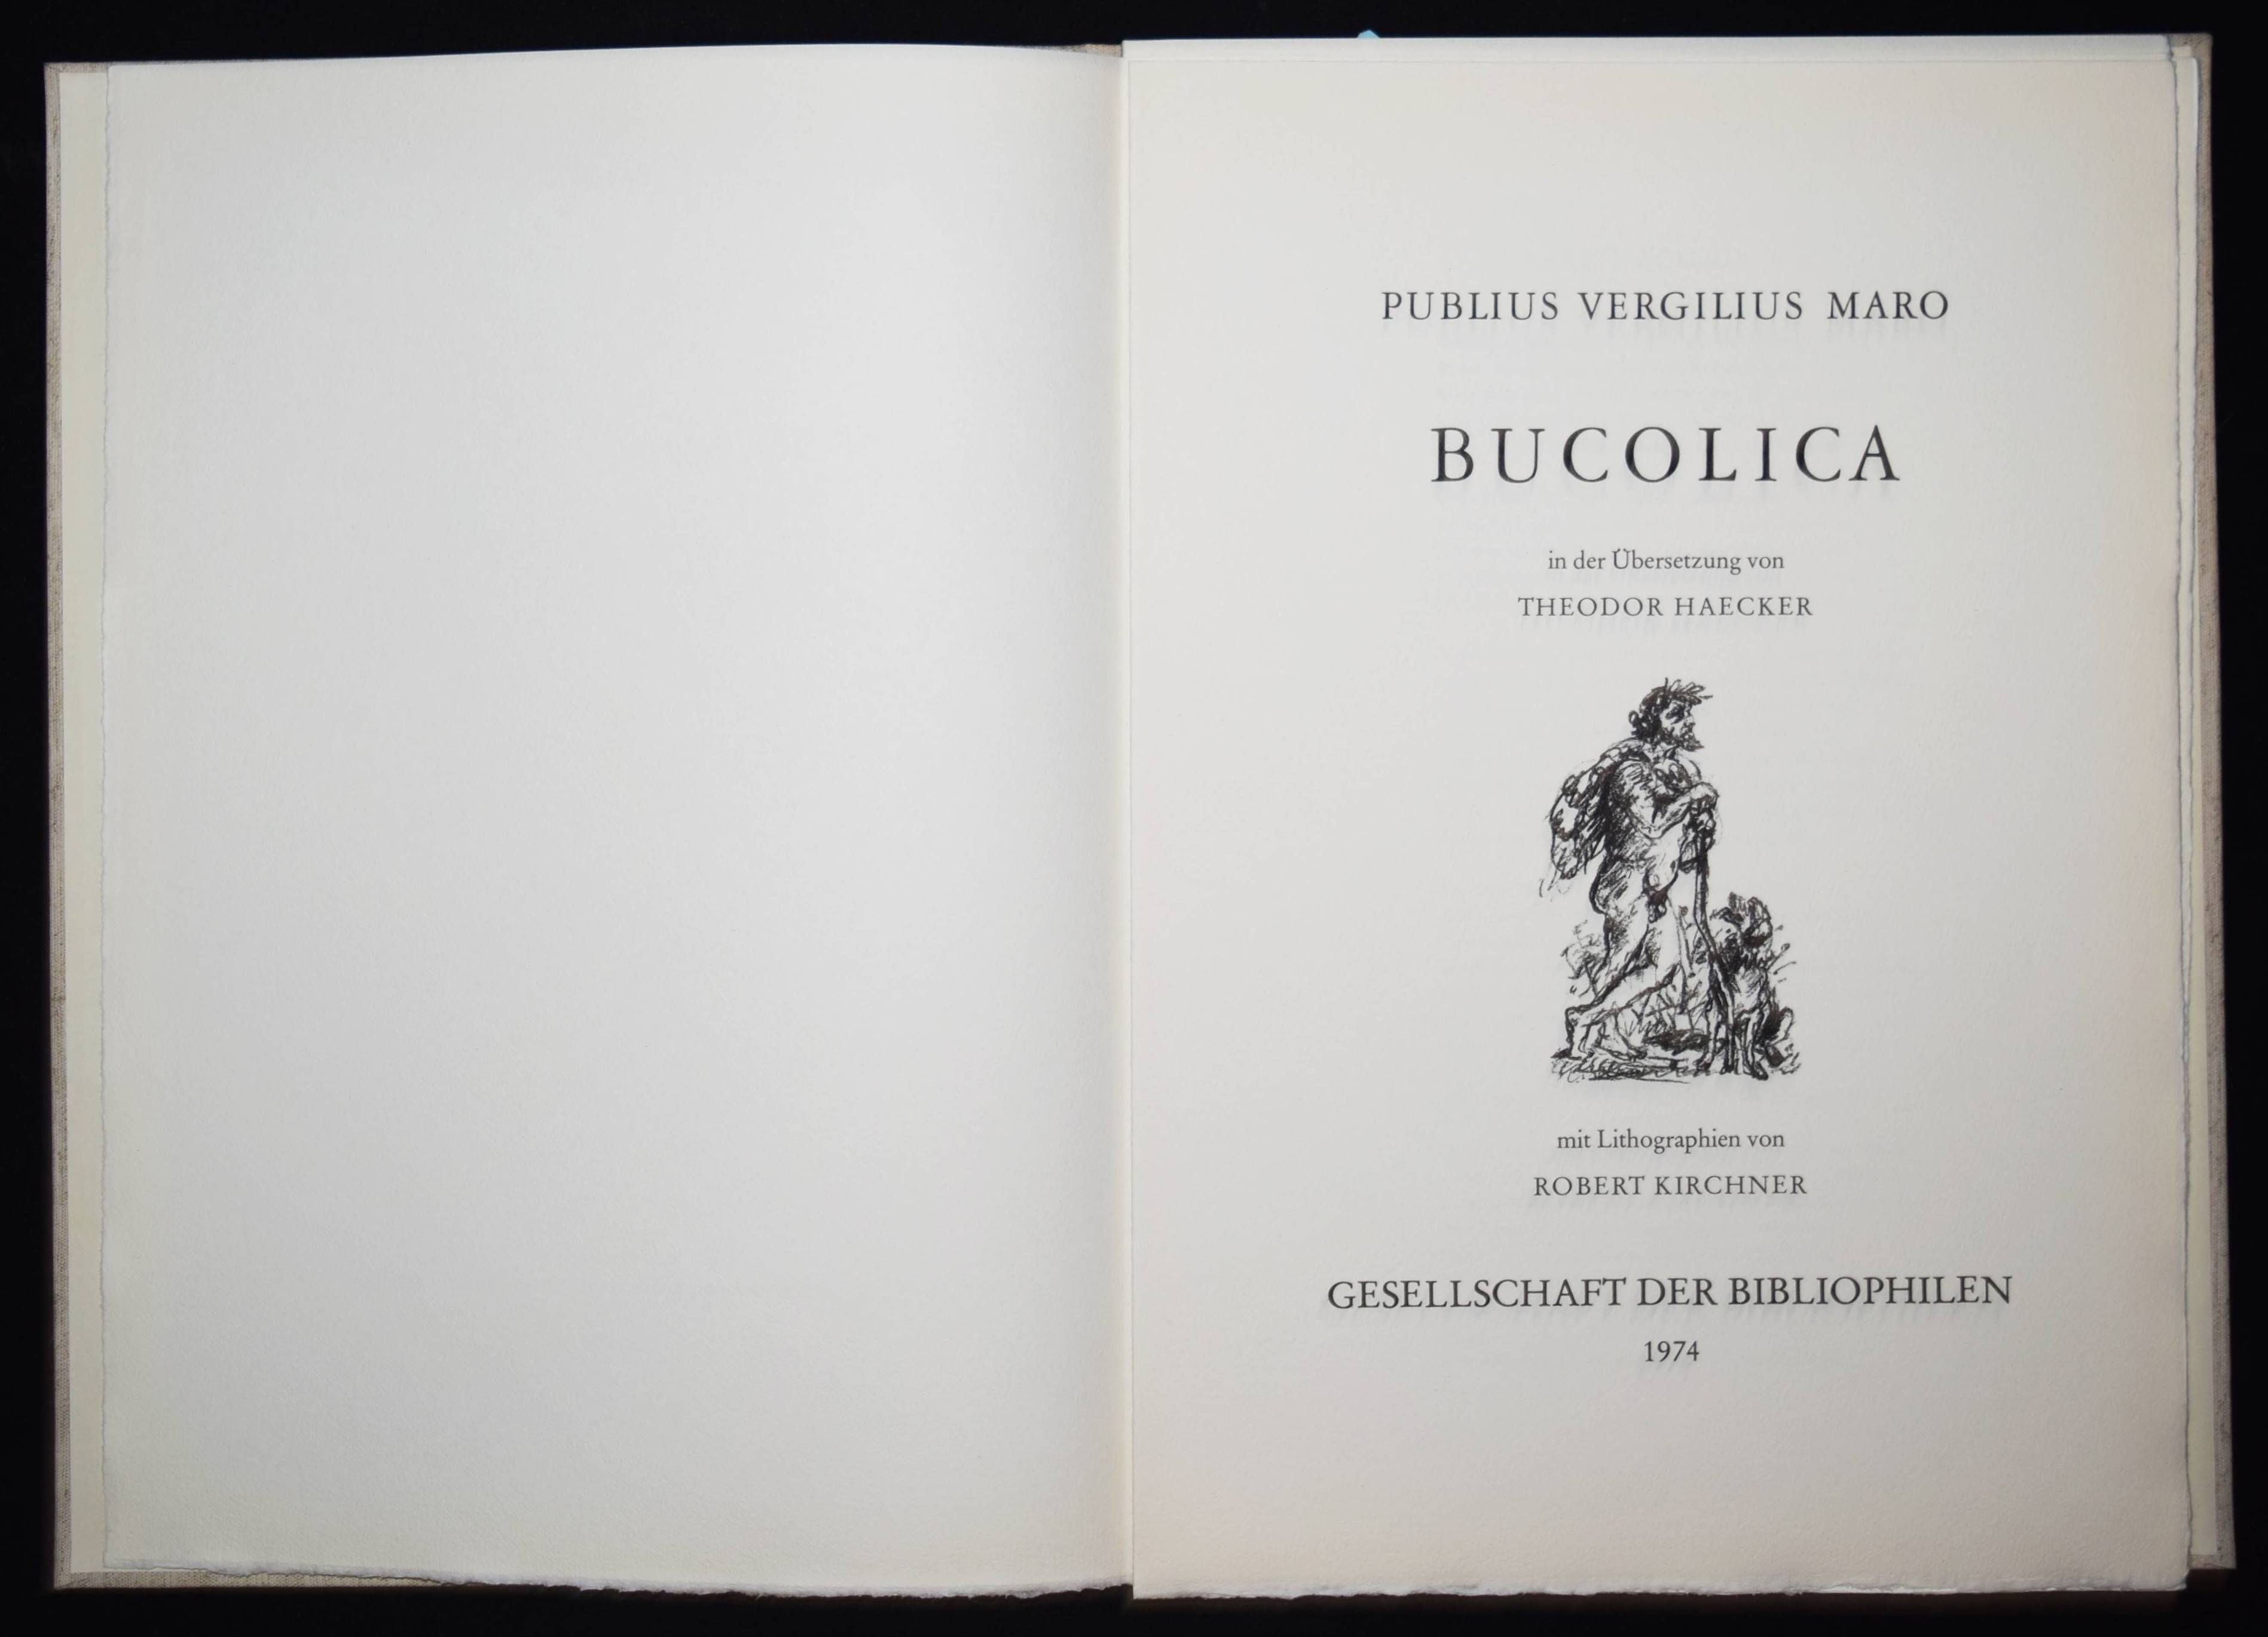 PUBLIUS VERGILIUS MARO
BUCOLICA
in der Übersetzung von
THEODOR HAECKER
mit Lithographien von
ROBERT KIRCHNER
GESELLSCHAFT DER BIBLIOPHILEN
1974